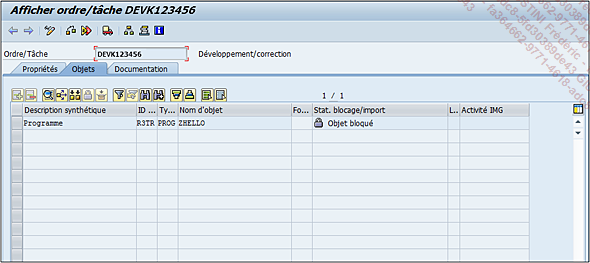 Afficher ordre/tâche DEVK123456
Ordre/Tâche DEVK123456 Développement/correction
Propriétés Objets Documentation
1 / 1
Description synthétique ID ... Ty... Nom d'objet Fo... Stat. blocage/import L.. Activité IMG
Programme R3TR PROG ZHELLO Objet bloqué